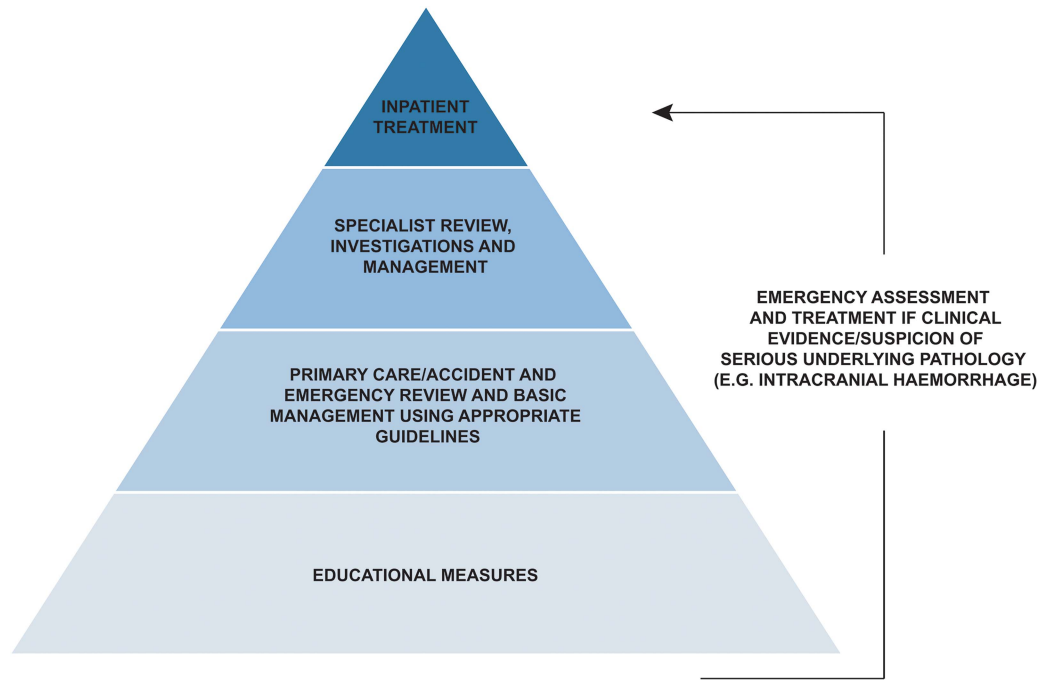 INPATIENT
TREATMENT
SPECIALIST REVIEW,
INVESTIGATIONS AND
MANAGEMENT
PRIMARY CARE/ACCIDENT AND
EMERGENCY REVIEW AND BASIC
MANAGEMENT USING APPROPRIATE
GUIDELINES
EDUCATIONAL MEASURES
EMERGENCY ASSESSMENT
AND TREATMENT IF CLINICAL
EVIDENCE/SUSPICION OF
SERIOUS UNDERLYING PATHOLOGY
(E.G. INTRACRANIAL HAEMORRHAGE)